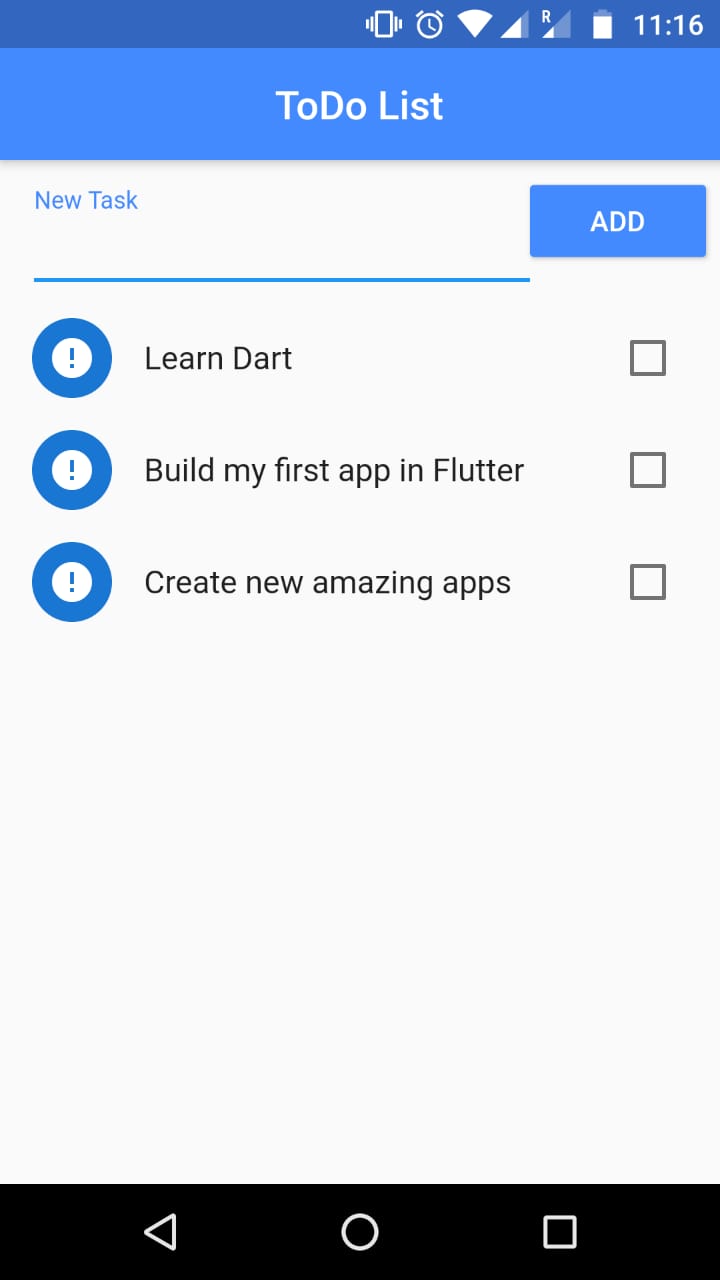 R 11:16
ToDo List
New Task
ADD
Learn Dart
Build my first app in Flutter
Create new amazing apps